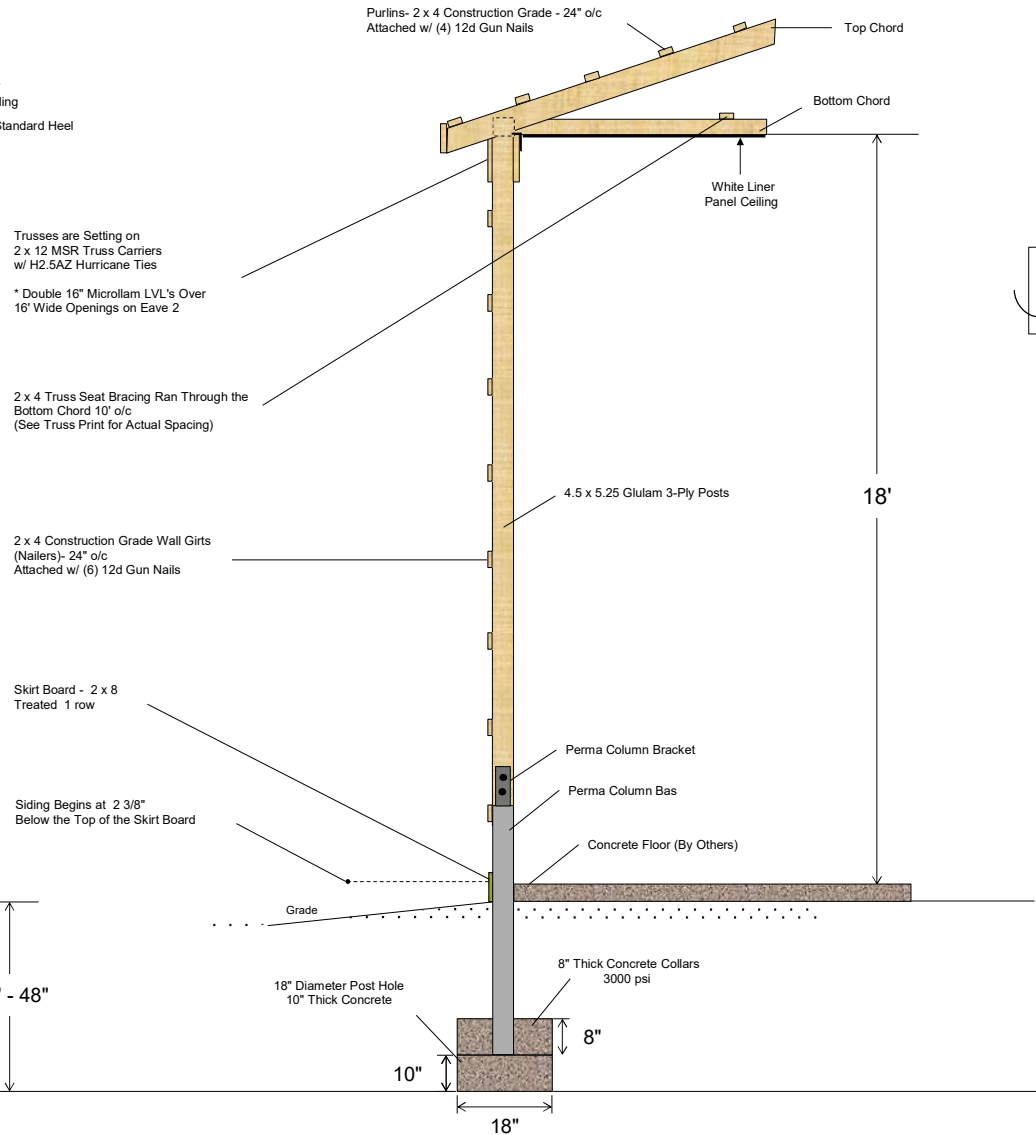 Purlins- 2 x 4 Construction Grade - 24" o/c
Attached w/ (4) 12d Gun Nails
Top Chord
Standard Heel
Bottom Chord
White Liner
Panel Ceiling
Trusses are Setting on
2 x 12 MSR Truss Carriers
w/ H2.5AZ Hurricane Ties
* Double 16" Microllam LVL's Over
16' Wide Openings on Eave 2
2 x 4 Truss Seat Bracing Ran Through the
Bottom Chord 10' o/c
(See Truss Print for Actual Spacing)
4.5 x 5.25 Glulam 3-Ply Posts
18'
2 x 4 Construction Grade Wall Girts
(Nailers)- 24" o/c
Attached w/ (6) 12d Gun Nails
Skirt Board - 2 x 8
Treated 1 row
Perma Column Bracket
Perma Column Bas
Siding Begins at 2 3/8"
Below the Top of the Skirt Board
Concrete Floor (By Others)
Grade
8" Thick Concrete Collars
3000 psi
18" Diameter Post Hole
10" Thick Concrete
- 48"
8"
10"
18"